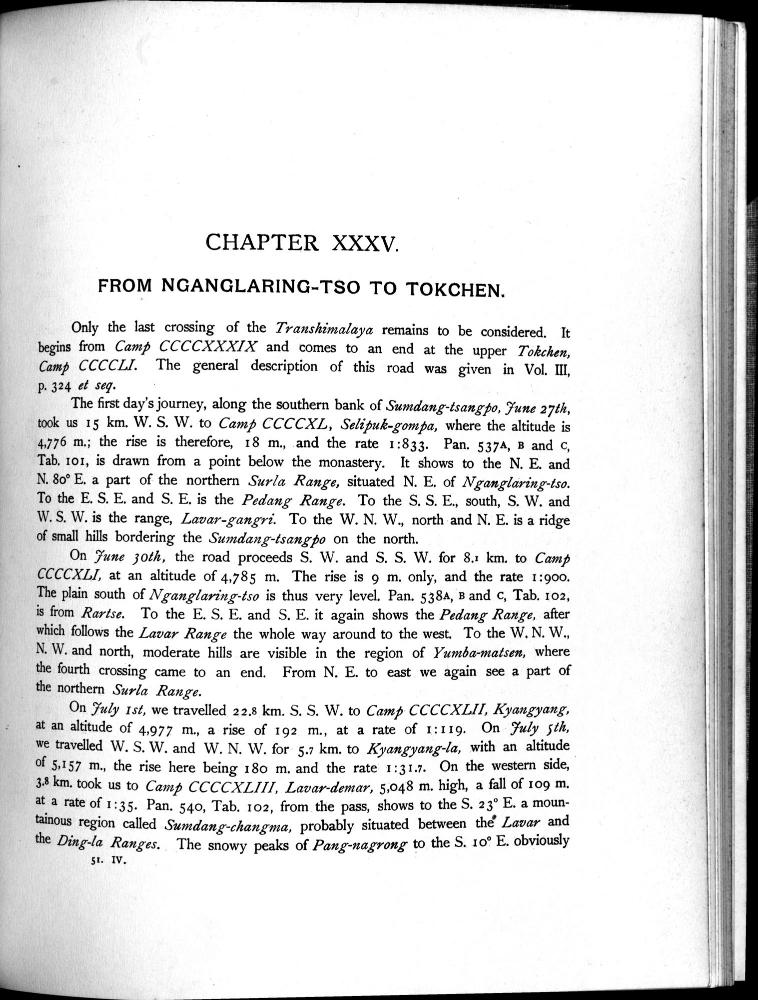 CHAPTER XXXV.
FROM NGANGLARING-TSO TO TOKCHEN.
Only the last crossing of the Transhimalaya remains to be considered. It
begins from Camp CCCCXXXIX and comes to an end at the upper Tokchen,
Camp CCCCLI. The general description of this road was given in Vol. III,
p. 324 et seq.
The first day's journey, along the southern bank of Sumdang-tsangpo, June 27th,
took us 15 km. W. S. W. to Camp CCCCXL, Selipuk-gompa, where the altitude is
4,776 m.; the rise is therefore, 18 m., and the rate 1:833. Pan. 537A, B and C,
Tab. 101, is drawn from a point below the monastery. It shows to the N. E. and
N. 80° E. a part of the northern Surla Range, situated N. E. of Nganglaring-tso.
To the E. S. E. and S. E. is the Pedang Range. To the S. S. E., south, S. W. and
W. S. W. is the range, Lavar-gangri. To the W. N. W., north and N. E. is a ridge
of small hills bordering the Sumdang-tsangpo on the north.
On June 30th, the road proceeds S. W. and S. S. W. for 8.1 km. to Camp
CCCCXLI, at an altitude of 4,785 m. The rise is 9 m. only, and the rate 1:900.
The plain south of Nganglaring-tso is thus very level. Pan. 538A, B and C, Tab. 102,
is from Rartse. To the E. S. E. and S. E. it again shows the Pedang Range, after
which follows the Lavar Range the whole way around to the west. To the W. N. W.,
N. W. and north, moderate hills are visible in the region of Yumba-matsen, where
the fourth crossing came to an end. From N. E. to east we again see a part of
the northern Surla Range.
On July 1st, we travelled 22.8 km. S. S. W. to Camp CCCCXLII, Kyangyang,
at an altitude of 4,977 m., a rise of 192 m., at a rate of 1:119. On July 5th,
we travelled W. S. W. and W. N. W. for 5.7 km. to Kyangyang-la, with an altitude
of 5,157 m., the rise here being 180 m. and the rate 1:31.7. On the western side,
3.8 km. took us to Camp CCCCXLIII, Lavar-demar, 5,048 m. high, a fall of 109 m.
at a rate of 1:35. Pan. 540, Tab. 102, from the pass, shows to the S. 23° E. a moun-
tainous region called Sumdang-changma, probably situated between the Lavar and
the Ding-la Ranges. The snowy peaks of Pang-nagrong to the S. 10° E. obviously
51. IV.